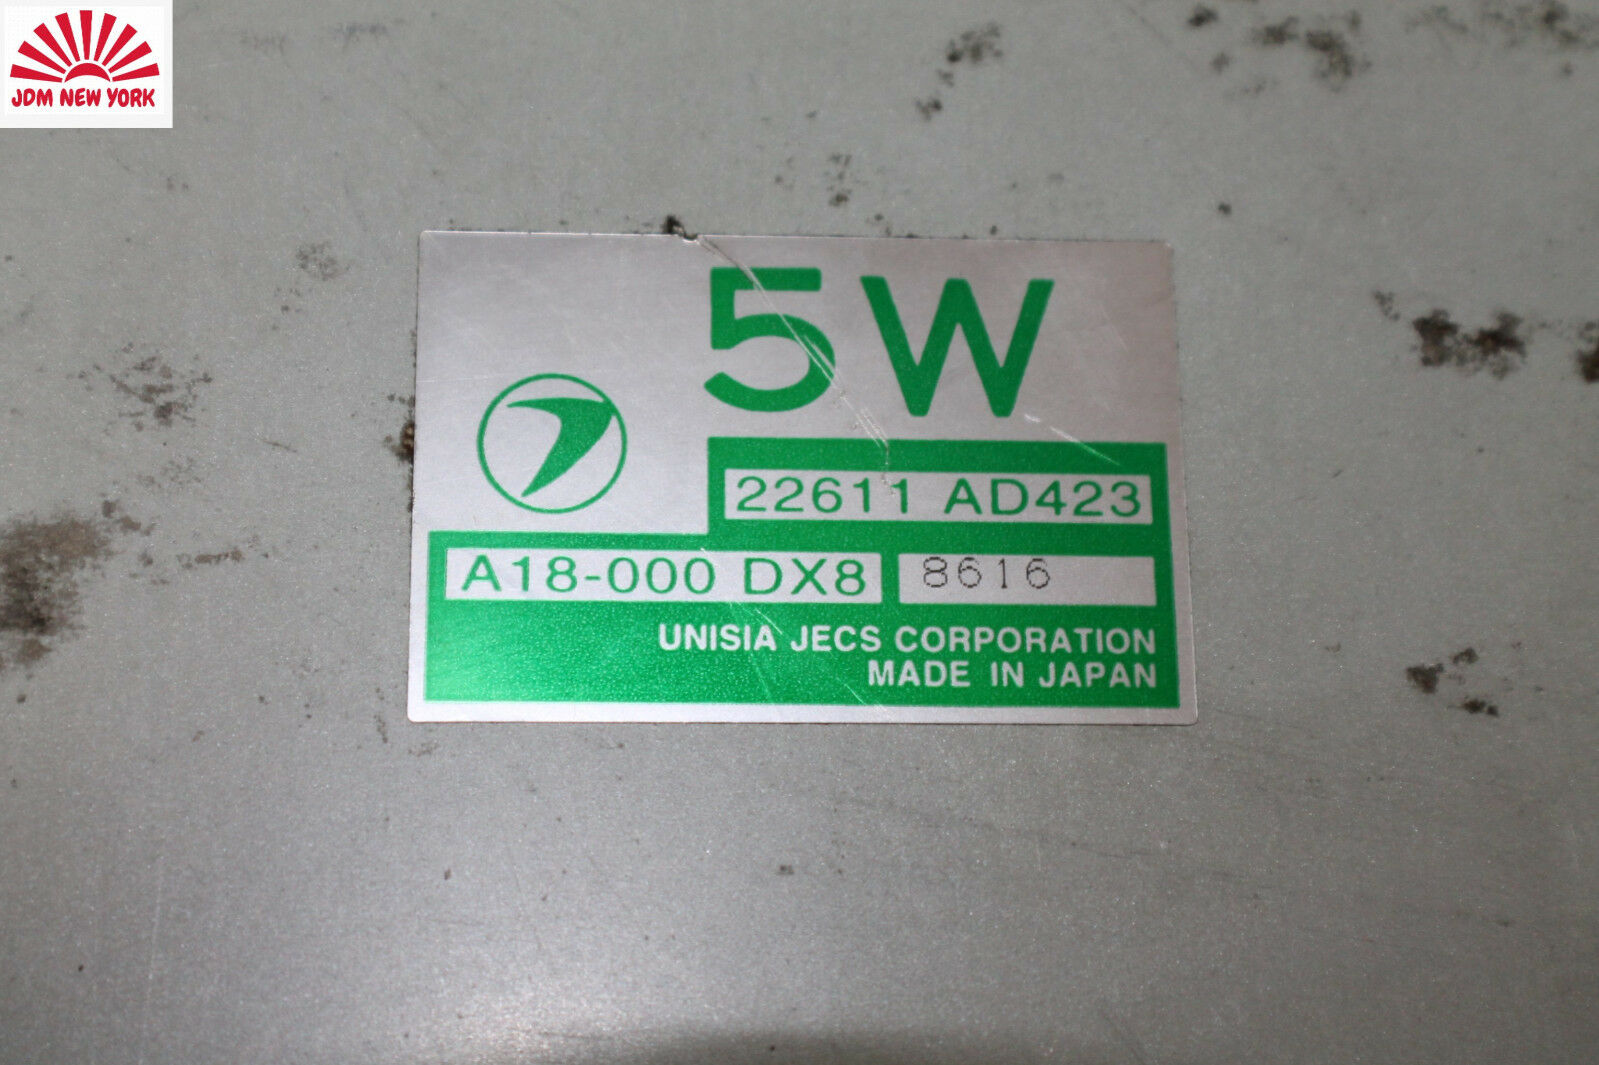 JDM NEW YORK
5W
22611 AD423
A18-000 DX8 8616
UNISIA JECS CORPORATION
MADE IN JAPAN